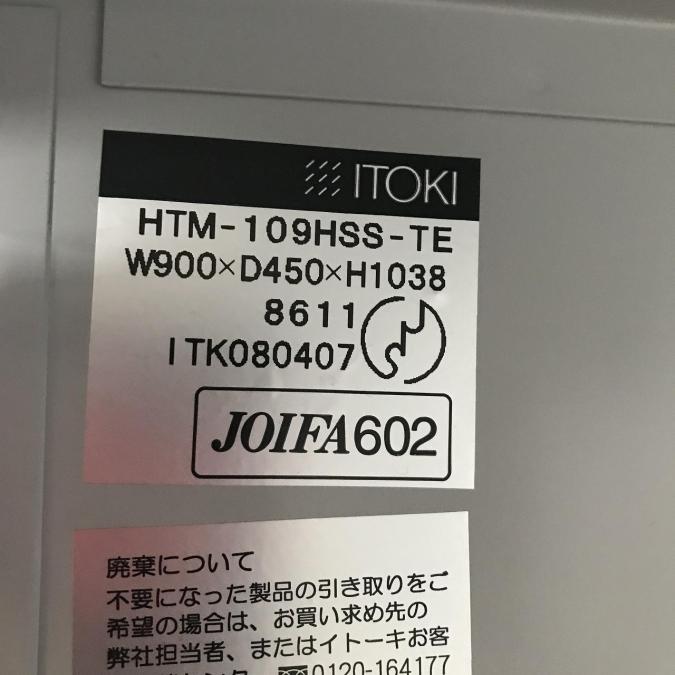 ITOKI
HTM-109HSS-TE
W900×D450×H1038
8611
ITK080407
JOIFA602
廃棄について
不要になった製品の引き取りをご
希望の場合は、お買い求め先の
弊社担当者、またはイトーキお客
0120-164177